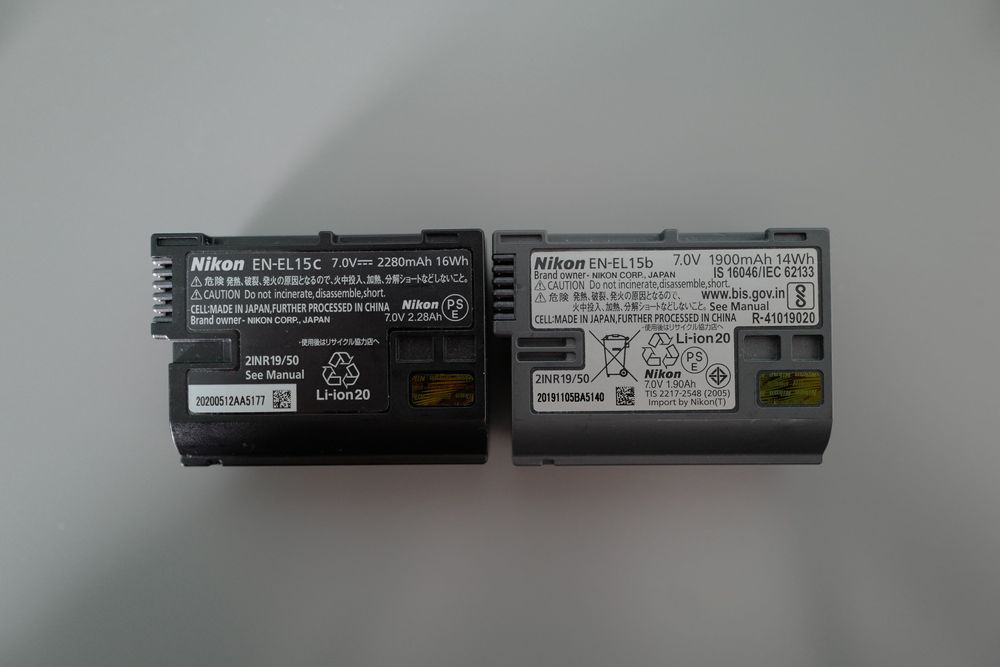 Nikon EN-EL15c 7.0V⎓ 2280mAh 16Wh
⚠危険 発熱、破裂、発火の原因となるので、火中投入、加熱、分解ショートなどしないこと。
⚠CAUTION Do not incinerate,disassemble,short.
CELL:MADE IN JAPAN,FURTHER PROCESSED IN CHINA
Brand owner- NIKON CORP., JAPAN
Nikon
7.0V 2.28Ah
PS
E
-使用後はリサイクル協力店へ
2INR19/50
See Manual
Li-ion20
20200512AA5177
Nikon EN-EL15b 7.0V 1900mAh 14Wh
Brand owner- NIKON CORP., JAPAN
IS 16046/IEC 62133
⚠危険 発熱、破裂、発火の原因となるので、
火中投入、加熱、分解ショートなどしないこと。
www.bis.gov.in
⚠CAUTION Do not incinerate,disassemble,short. See Manual
CELL:MADE IN JAPAN,FURTHER PROCESSED IN CHINA
R-41019020
-使用後はリサイクル協力店へ
Li-ion20
PS
E
2INR19/50
Nikon
7.0V 1.90Ah
TIS 2217-2548 (2005)
Import by Nikon(T)
20191105BA5140